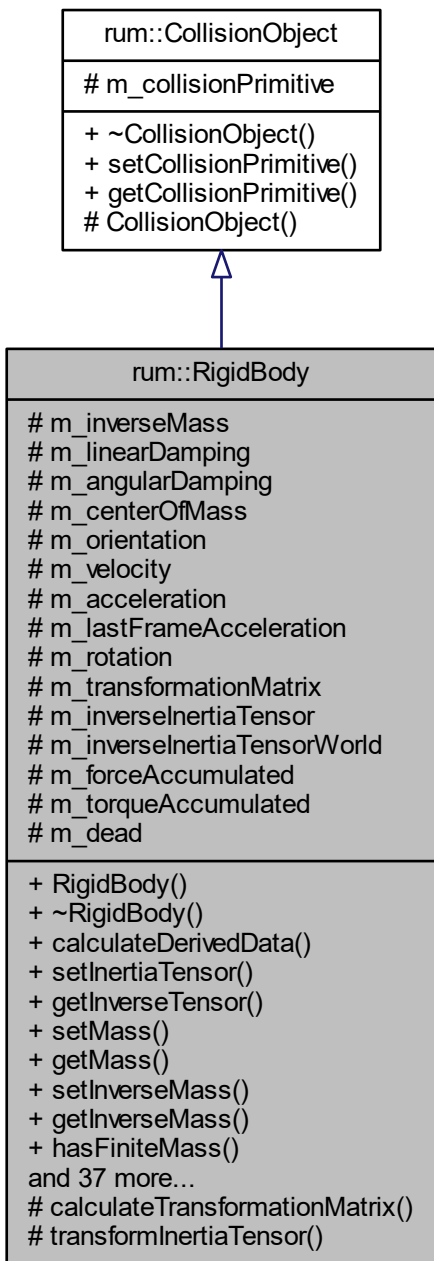 rum::CollisionObject
# m_collisionPrimitive
+ ~CollisionObject()
+ setCollisionPrimitive()
+ getCollisionPrimitive()
# CollisionObject()
rum::RigidBody
# m_inverseMass
# m_linearDamping
# m_angularDamping
# m_centerOfMass
# m_orientation
# m_velocity
# m_acceleration
# m_lastFrameAcceleration
# m_rotation
# m_transformationMatrix
# m_inverseInertiaTensor
# m_inverseInertiaTensorWorld
# m_forceAccumulated
# m_torqueAccumulated
# m_dead
+ RigidBody()
+ ~RigidBody()
+ calculateDerivedData()
+ setInertiaTensor()
+ getInverseTensor()
+ setMass()
+ getMass()
+ setInverseMass()
+ getInverseMass()
+ hasFiniteMass()
and 37 more...
# calculateTransformationMatrix()
# transformInertiaTensor()